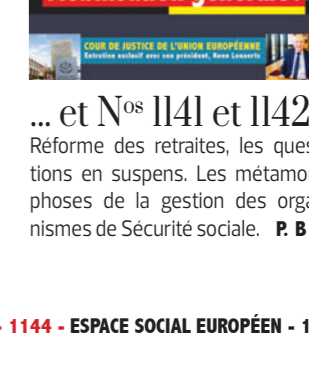 COUR DE JUSTICE DE L'UNION EUROPÉENNE
Entretien exclusif avec son président, Koen Lenaerts
... et Nos 1141 et 1142
Réforme des retraites, les ques
tions en suspens. Les métamor
phoses de la gestion des orga
nismes de Sécurité sociale. P. B
- 1144 - ESPACE SOCIAL EUROPÉEN - 1